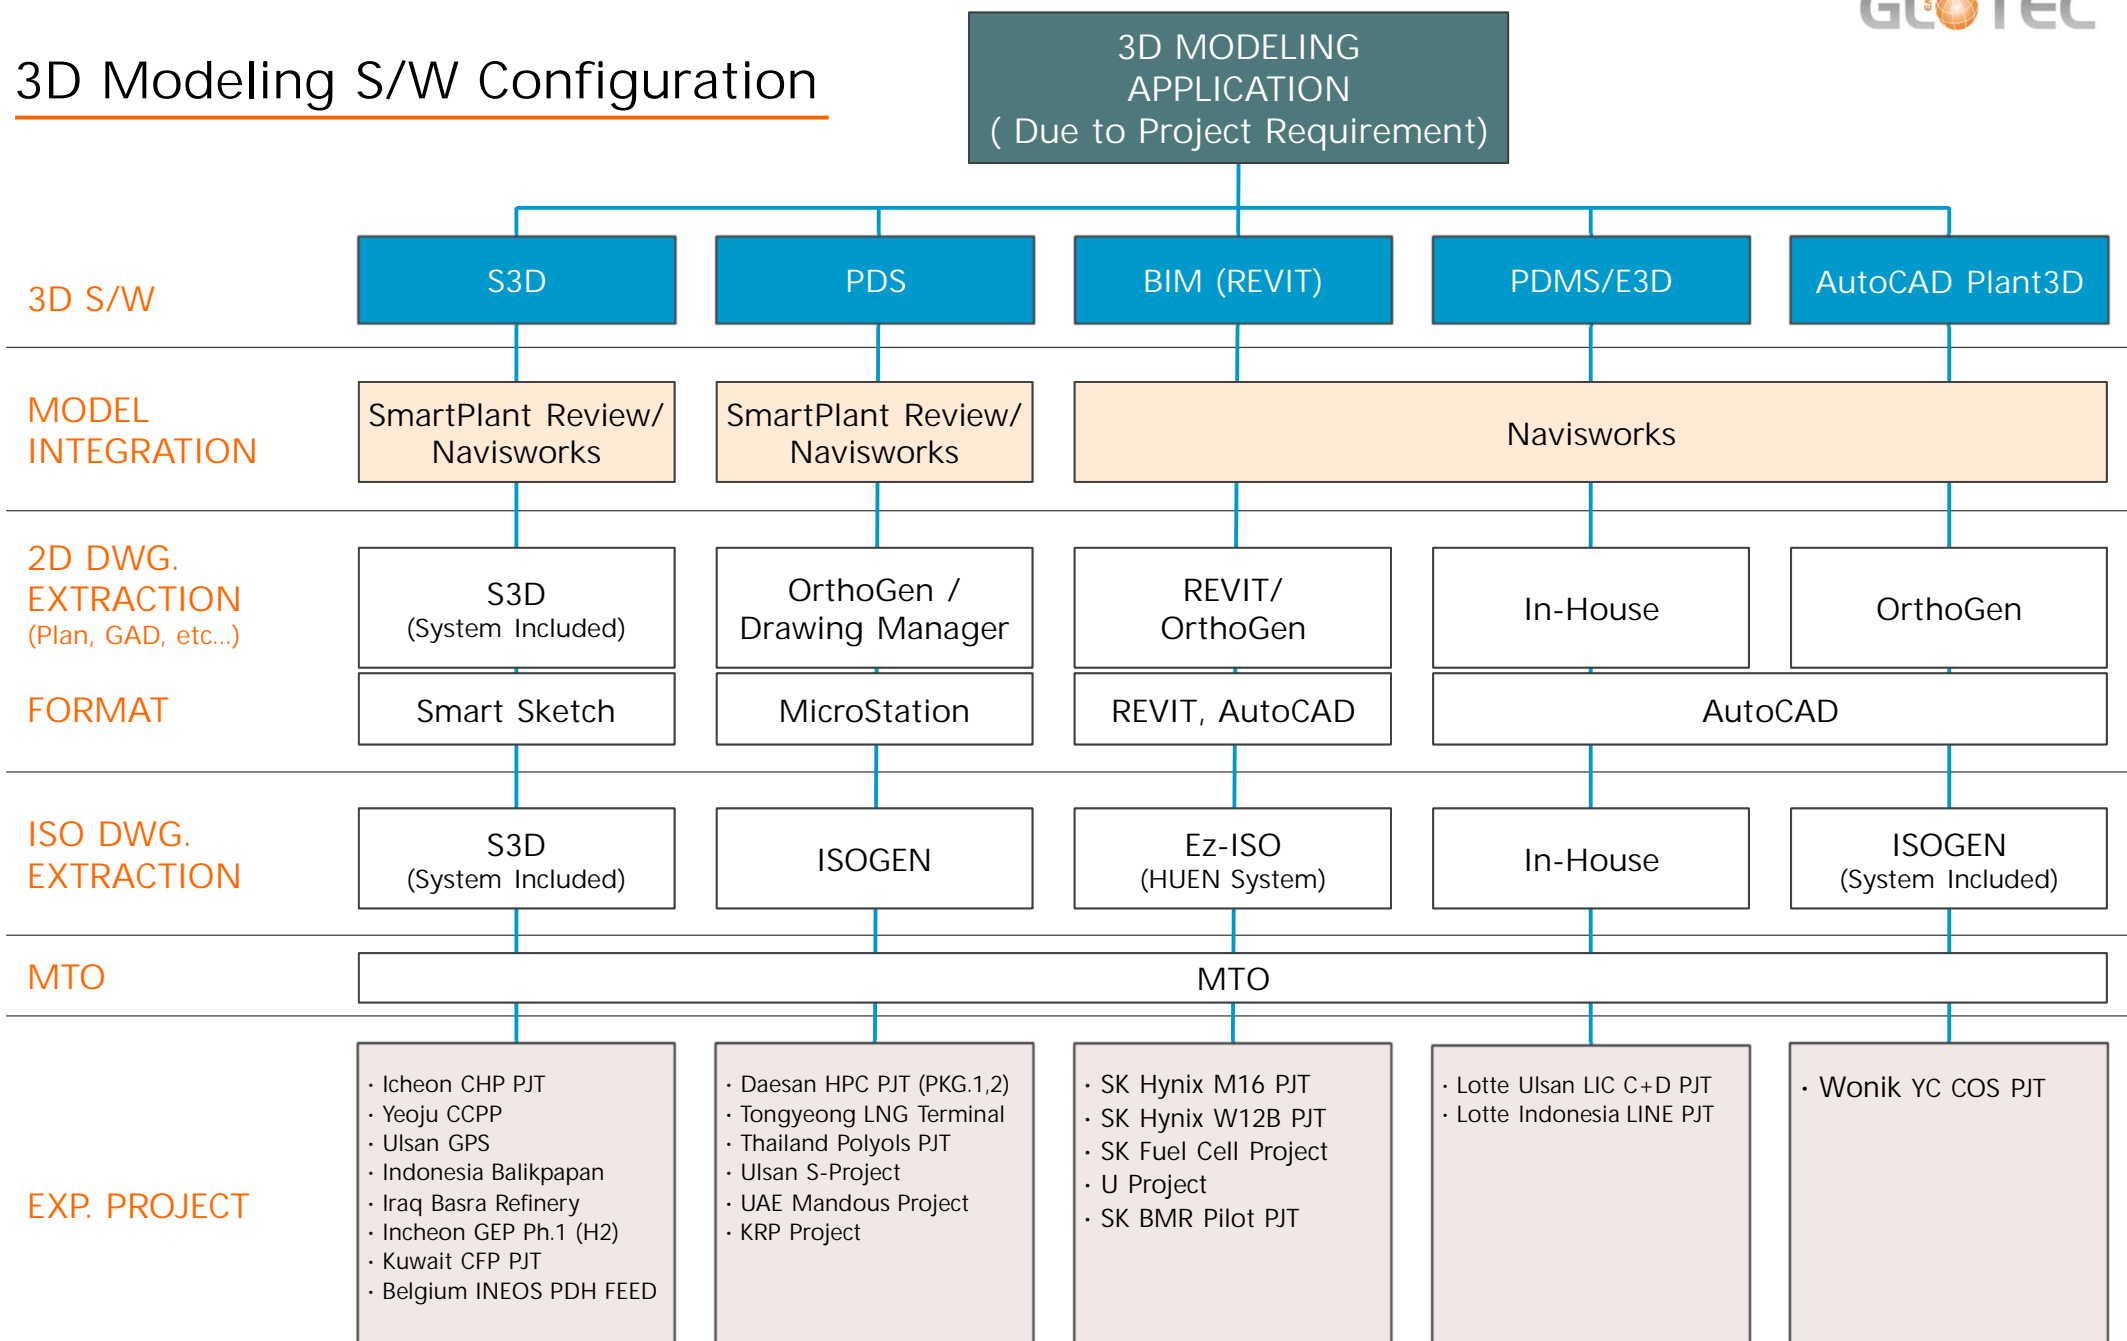 3D Modeling S/W Configuration
3D MODELING
APPLICATION
( Due to Project Requirement)
3D S/W
S3D
PDS
BIM (REVIT)
PDMS/E3D
AutoCAD Plant3D
MODEL
INTEGRATION
SmartPlant Review/
Navisworks
SmartPlant Review/
Navisworks
Navisworks
2D DWG.
EXTRACTION
(Plan, GAD, etc...)
S3D
(System Included)
OrthoGen /
Drawing Manager
REVIT/
OrthoGen
In-House
OrthoGen
FORMAT
Smart Sketch
MicroStation
REVIT, AutoCAD
AutoCAD
ISO DWG.
EXTRACTION
S3D
(System Included)
ISOGEN
Ez-ISO
(HUEN System)
In-House
ISOGEN
(System Included)
MTO
MTO
EXP. PROJECT
· Icheon CHP PJT
· Yeoju CCPP
· Ulsan GPS
· Indonesia Balikpapan
· Iraq Basra Refinery
· Incheon GEP Ph.1 (H2)
· Kuwait CFP PJT
· Belgium INEOS PDH FEED
· Daesan HPC PJT (PKG.1,2)
· Tongyeong LNG Terminal
· Thailand Polyols PJT
· Ulsan S-Project
· UAE Mandous Project
· KRP Project
· SK Hynix M16 PJT
· SK Hynix W12B PJT
· SK Fuel Cell Project
· U Project
· SK BMR Pilot PJT
· Lotte Ulsan LIC C+D PJT
· Lotte Indonesia LINE PJT
· Wonik YC COS PJT